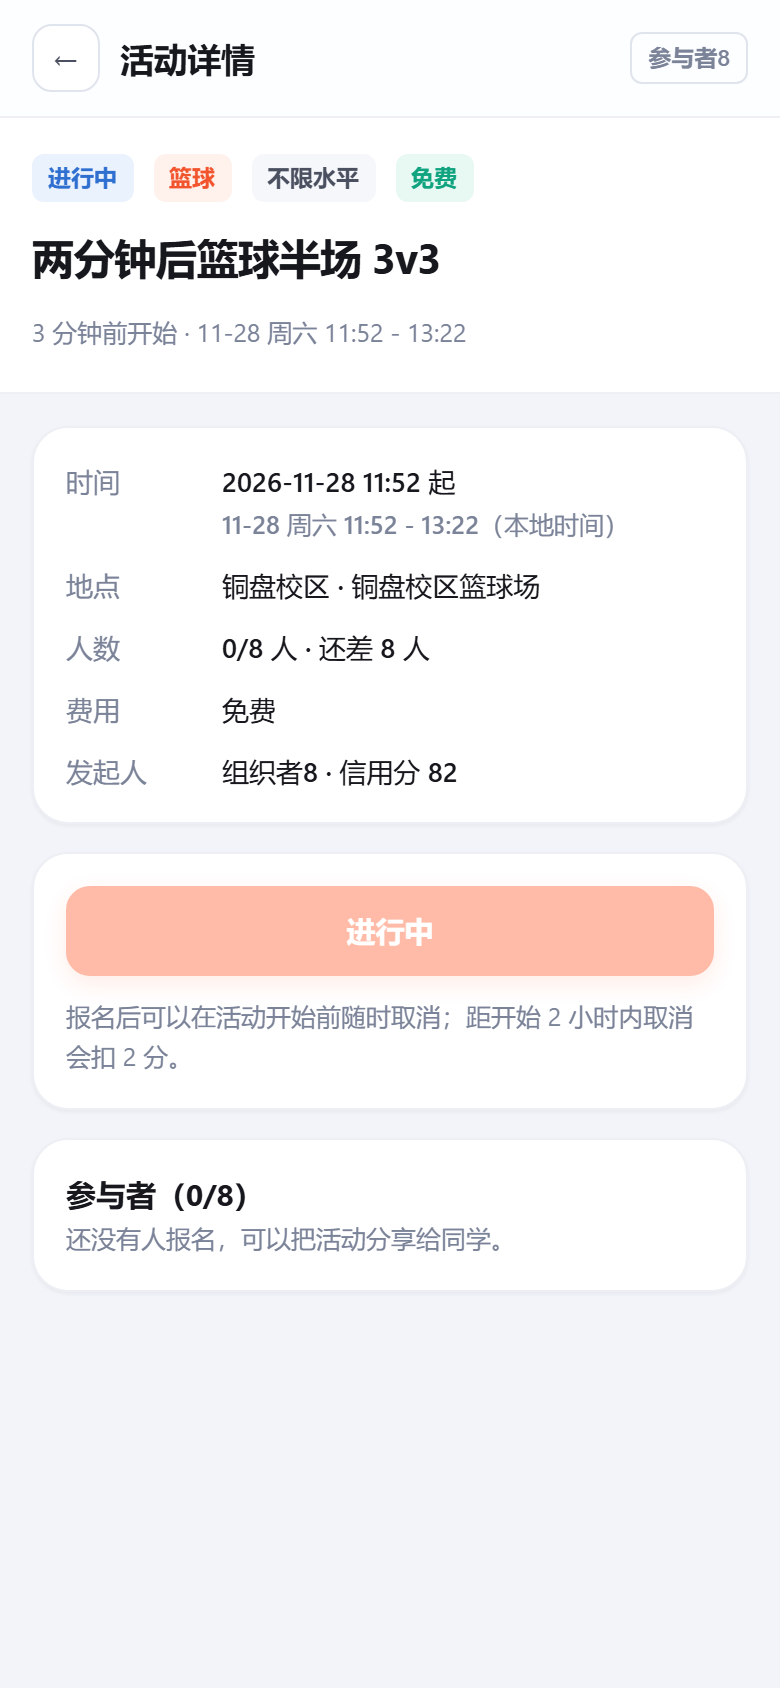 ←
活动详情
参与者8
进行中 篮球 不限水平 免费
两分钟后篮球半场 3v3
3 分钟前开始 · 11-28 周六 11:52 - 13:22
时间 2026-11-28 11:52 起
11-28 周六 11:52 - 13:22（本地时间）
地点 铜盘校区 · 铜盘校区篮球场
人数 0/8 人 · 还差 8 人
费用 免费
发起人 组织者8 · 信用分 82
进行中
报名后可以在活动开始前随时取消；距开始 2 小时内取消
会扣 2 分。
参与者（0/8）
还没有人报名，可以把活动分享给同学。